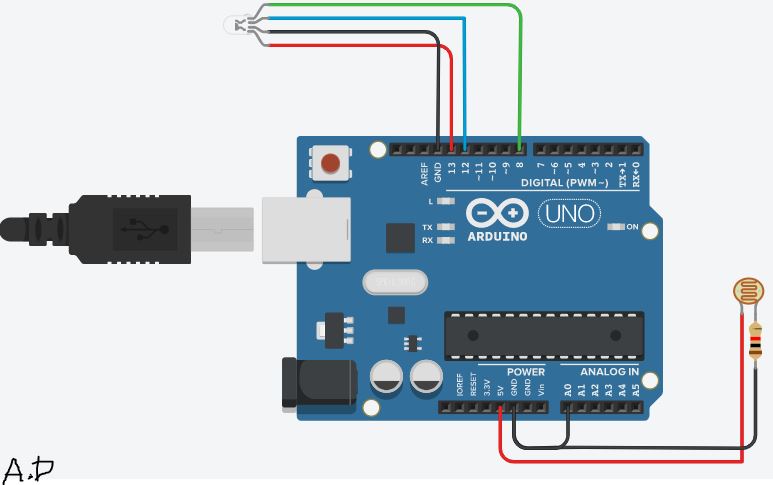 AREF
GND
13
12
~11
~10
~9
8
7
~6
~5
4
~3
2
TX→1
RX←0
DIGITAL (PWM~)
L
TX
RX
ARDUINO
UNO
ON
POWER
ANALOG IN
IOREF
RESET
3.3V
5V
GND
GND
Vin
A0
A1
A2
A3
A4
A5
A.D